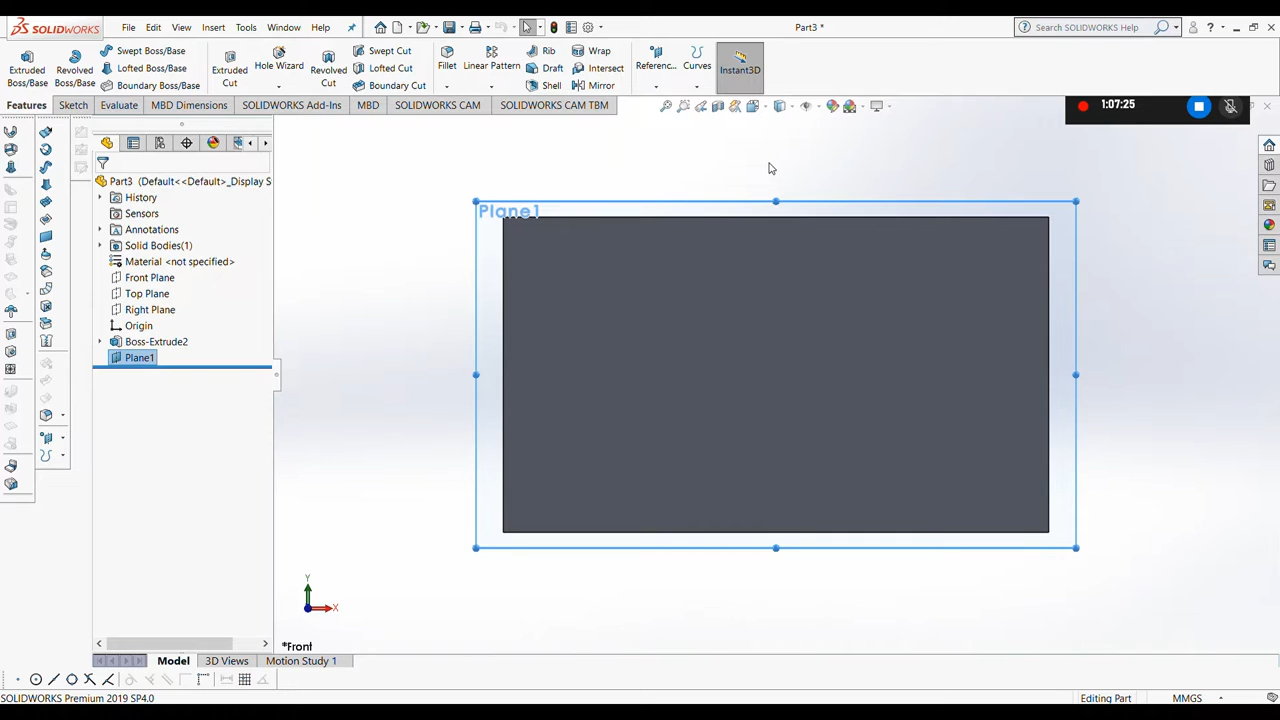 SOLIDWORKS File Edit View Insert Tools Window Help Part3 * Search SOLIDWORKS Help
Extruded Boss/Base
Revolved Boss/Base
Swept Boss/Base
Lofted Boss/Base
Boundary Boss/Base
Extruded Cut
Hole Wizard
Revolved Cut
Swept Cut
Lofted Cut
Boundary Cut
Fillet
Linear Pattern
Rib
Draft
Shell
Wrap
Intersect
Mirror
Referenc...
Curves
Instant3D
Features Sketch Evaluate MBD Dimensions SOLIDWORKS Add-Ins MBD SOLIDWORKS CAM SOLIDWORKS CAM TBM
1:07:25
Part3 (Default<<Default>_Display S
History
Sensors
Annotations
Solid Bodies(1)
Material <not specified>
Front Plane
Top Plane
Right Plane
Origin
Boss-Extrude2
Plane1
Plane1
Y
X
*Front
Model 3D Views Motion Study 1
SOLIDWORKS Premium 2019 SP4.0 Editing Part MMGS